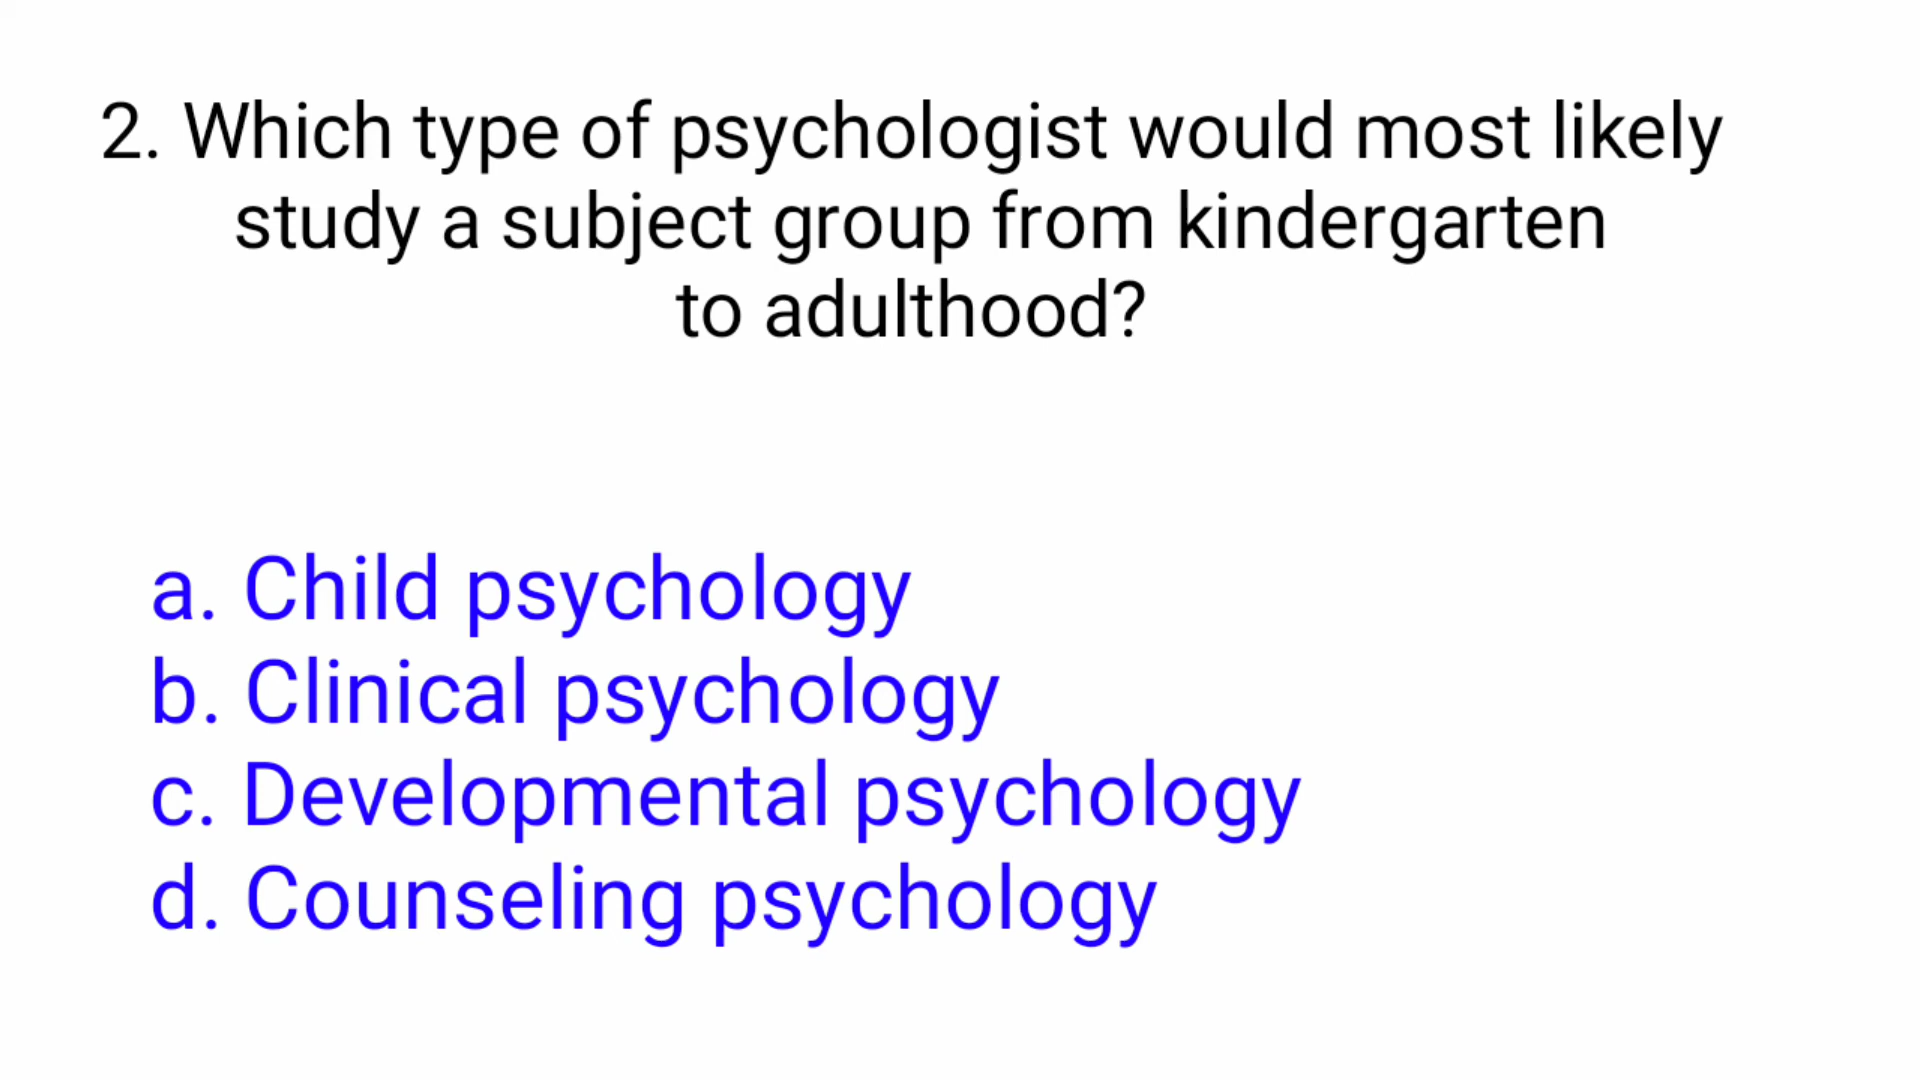 2. Which type of psychologist would most likely
study a subject group from kindergarten
to adulthood?
a. Child psychology
b. Clinical psychology
c. Developmental psychology
d. Counseling psychology